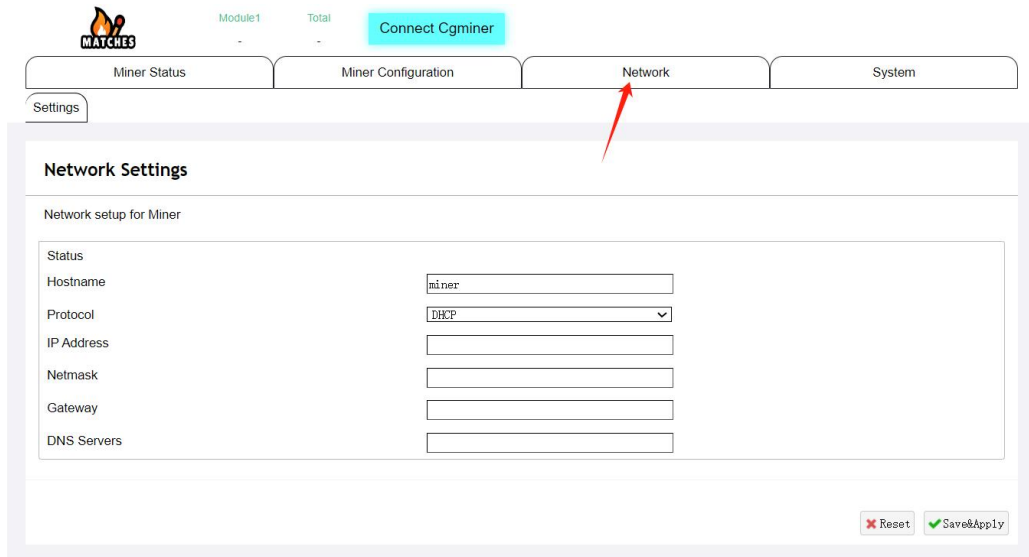 MATCHES
Module1 Total
- -
Connect Cgminer
Miner Status Miner Configuration Network System
Settings
Network Settings
Network setup for Miner
Status
Hostname miner
Protocol DHCP
IP Address
Netmask
Gateway
DNS Servers
Reset Save&Apply